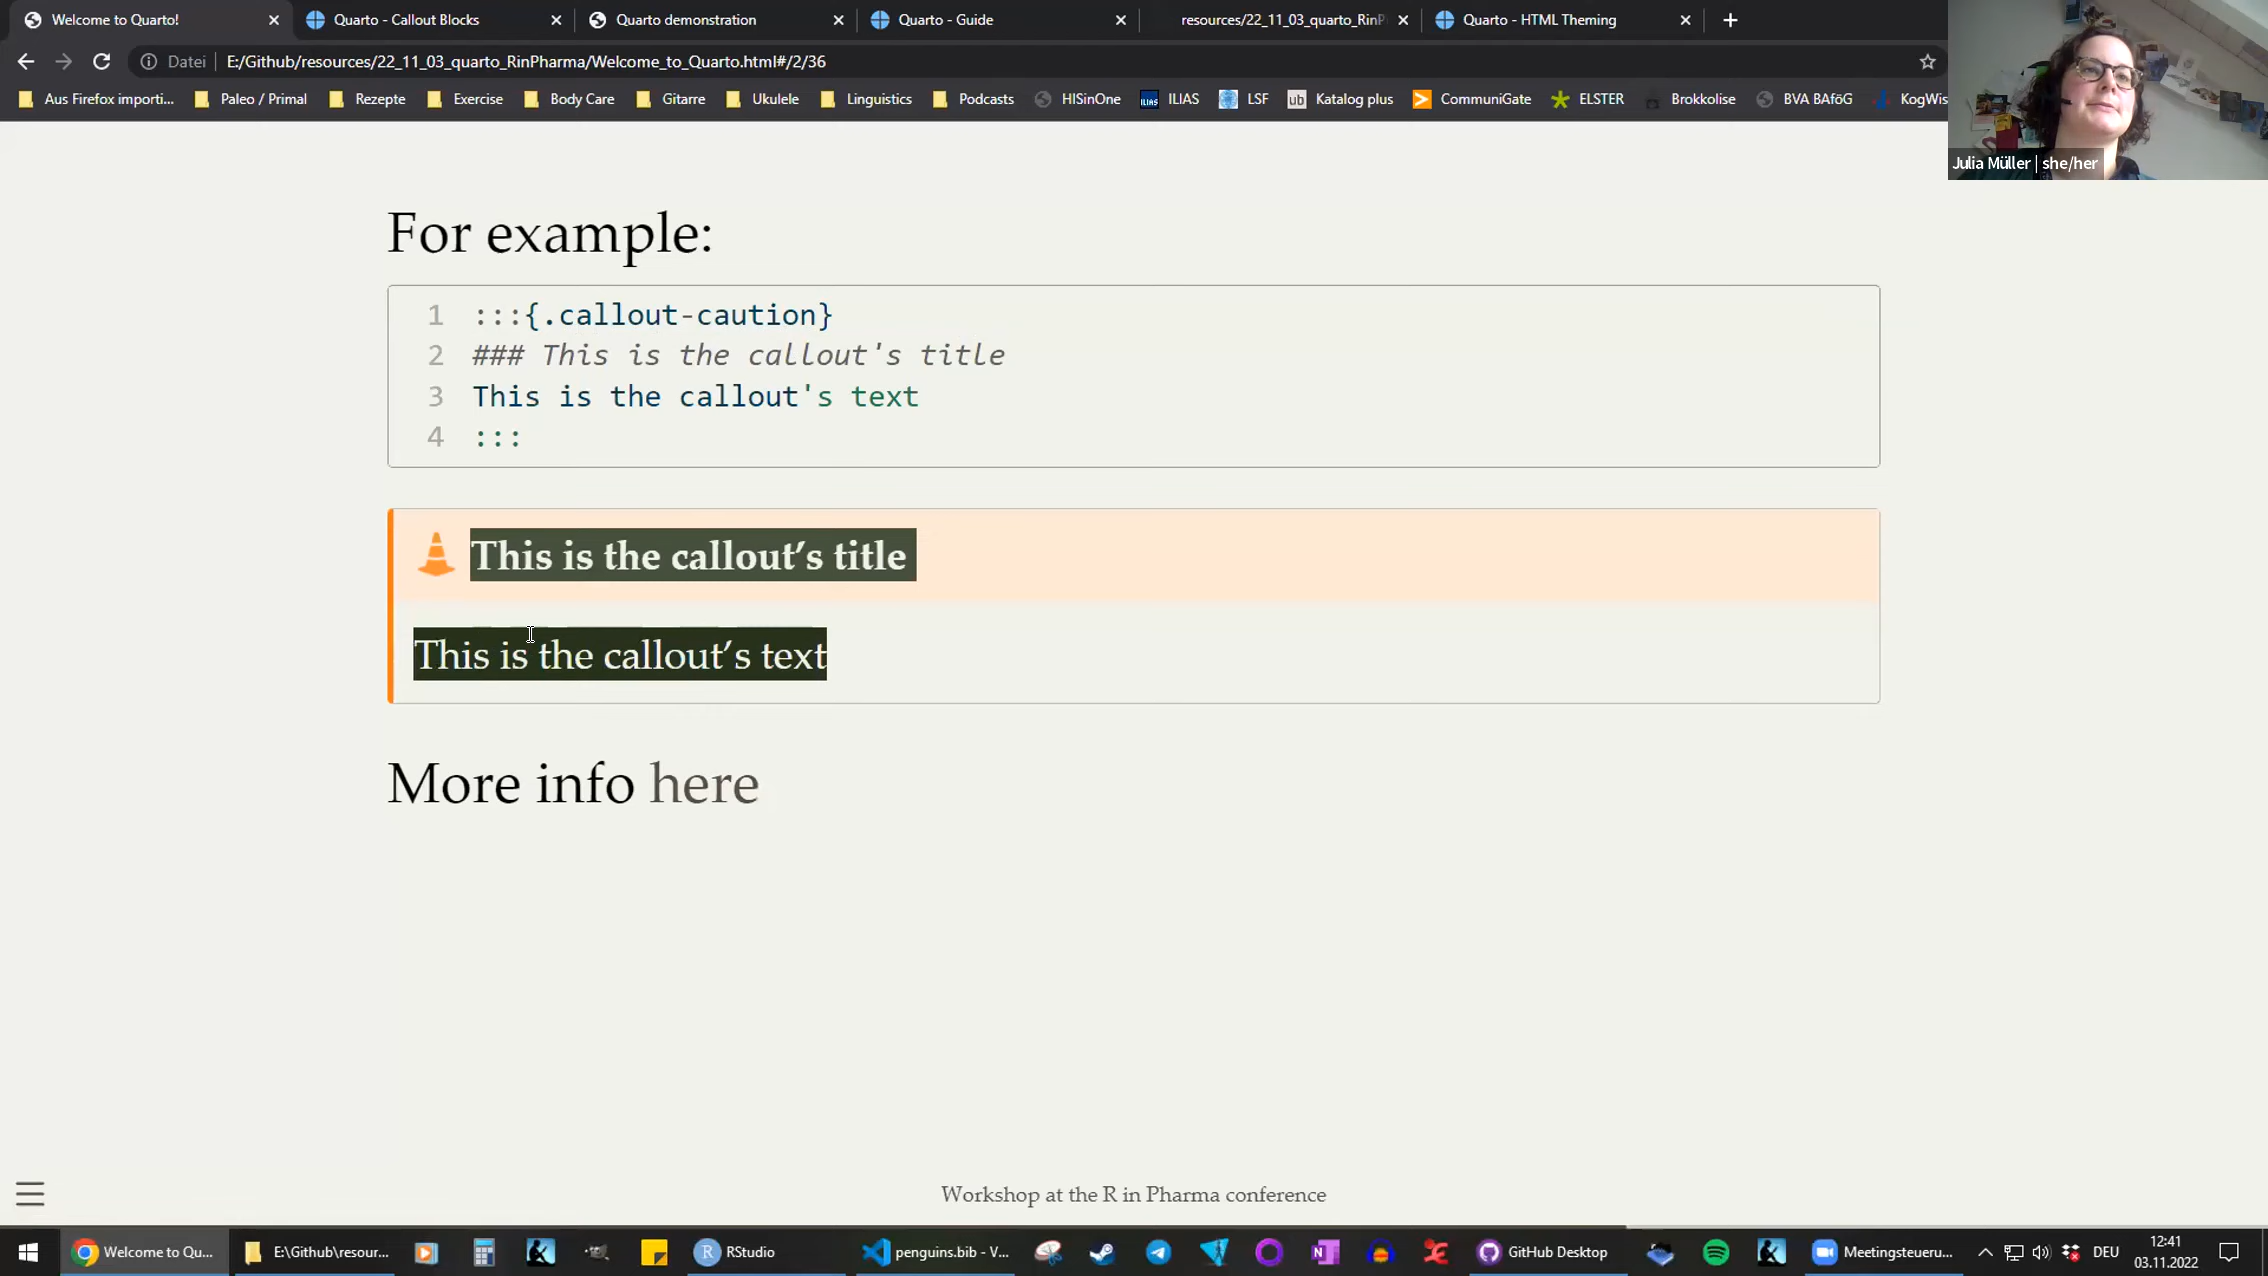 Welcome to Quarto!
Quarto - Callout Blocks
Quarto demonstration
Quarto - Guide
resources/22_11_03_quarto_RinP
Quarto - HTML Theming
Datei
E:/Github/resources/22_11_03_quarto_RinPharma/Welcome_to_Quarto.html#/2/36
Aus Firefox importi...
Paleo / Primal
Rezepte
Exercise
Body Care
Gitarre
Ukulele
Linguistics
Podcasts
HISinOne
ILIAS
LSF
ub Katalog plus
CommuniGate
ELSTER
Brokkolise
BVA BAföG
KogWis
Julia Müller | she/her
For example:
1 :::{.callout-caution}
2 ### This is the callout's title
3 This is the callout's text
4 :::
This is the callout’s title
This is the callout’s text
More info here
Workshop at the R in Pharma conference
Welcome to Qu...
E:\Github\resour...
RStudio
penguins.bib - V...
GitHub Desktop
Meetingsteueru...
DEU
12:41
03.11.2022